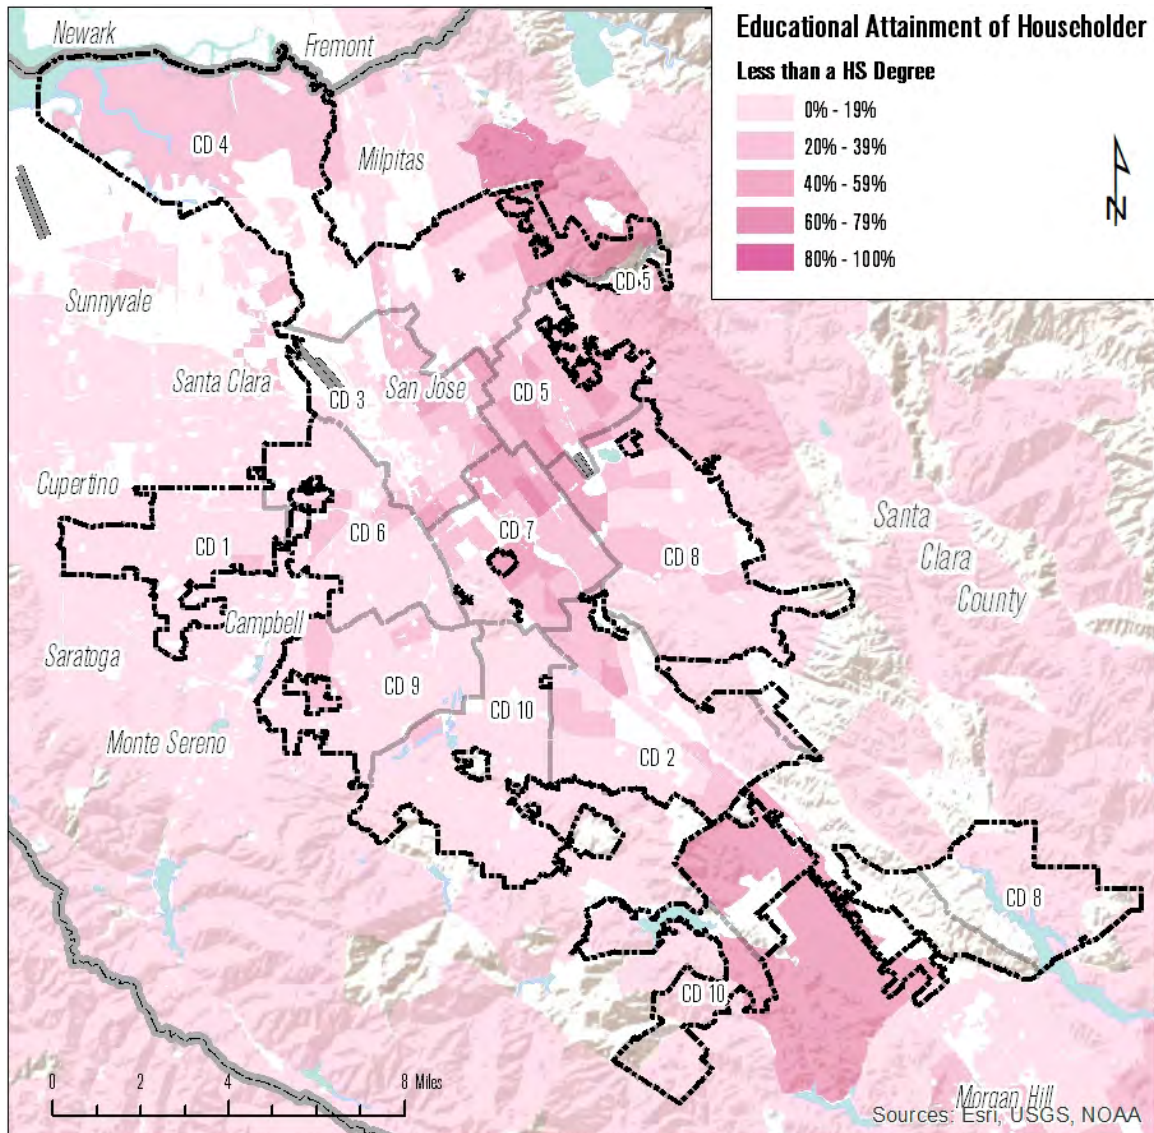 Educational Attainment of Householder
Less than a HS Degree
0% - 19%
20% - 39%
40% - 59%
60% - 79%
80% - 100%
N
Newark
Fremont
CD 4
Milpitas
CD 5
Sunnyvale
Santa Clara
San Jose
CD 3
CD 5
Cupertino
CD 6
CD 7
Santa
Clara
County
CD 1
CD 8
Campbell
Saratoga
CD 9
CD 10
Monte Sereno
CD 2
CD 8
CD 10
0 2 4 8 Miles
Morgan Hill
Sources: Esri, USGS, NOAA